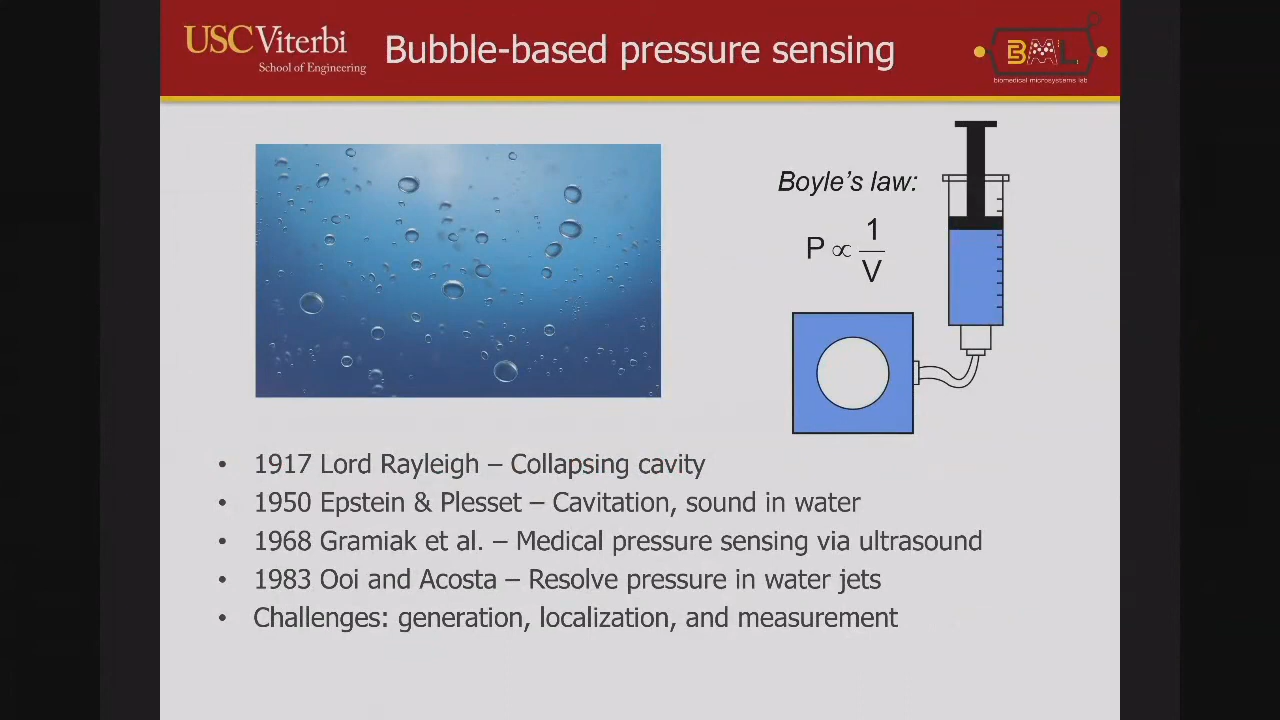 USC Viterbi
School of Engineering
Bubble-based pressure sensing
BML
biomedical microsystems lab
Boyle's law:
P ∝ 1/V
• 1917 Lord Rayleigh – Collapsing cavity
• 1950 Epstein & Plesset – Cavitation, sound in water
• 1968 Gramiak et al. – Medical pressure sensing via ultrasound
• 1983 Ooi and Acosta – Resolve pressure in water jets
• Challenges: generation, localization, and measurement